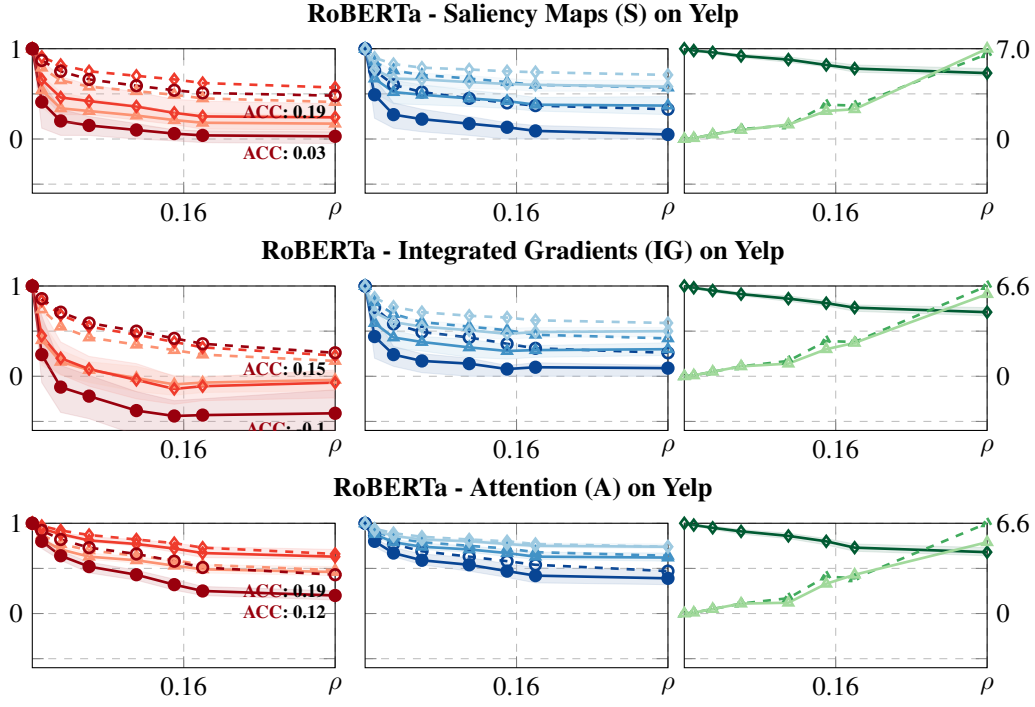 RoBERTa - Saliency Maps (S) on Yelp
1
0
ACC: 0.19
ACC: 0.03
0.16
ρ
0.16
ρ
7.0
0
0.16
ρ
RoBERTa - Integrated Gradients (IG) on Yelp
1
0
ACC: 0.15
ACC: -0.1
0.16
ρ
0.16
ρ
6.6
0
0.16
ρ
RoBERTa - Attention (A) on Yelp
1
0
ACC: 0.19
ACC: 0.12
0.16
ρ
0.16
ρ
6.6
0
0.16
ρ